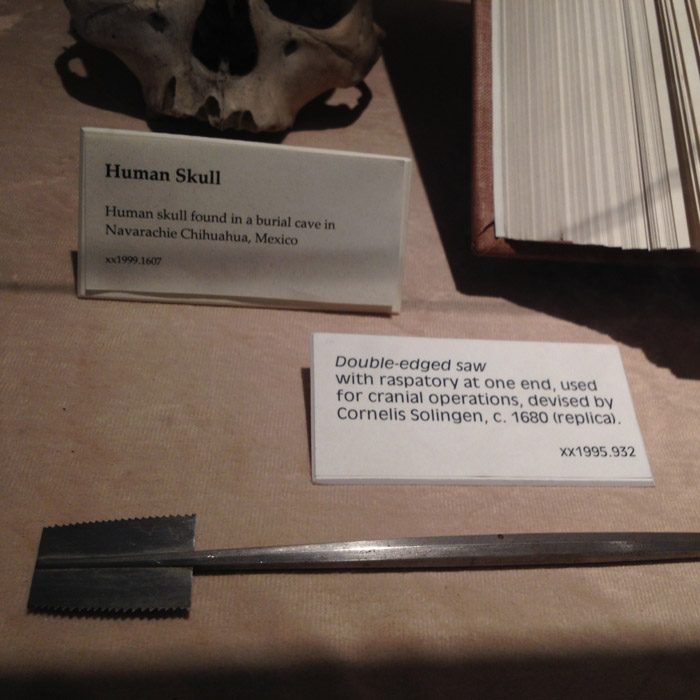 Human Skull
Human skull found in a burial cave in
Navarachie Chihuahua, Mexico
xx1999.1607
Double-edged saw
with raspatory at one end, used
for cranial operations, devised by
Cornelis Solingen, c. 1680 (replica).
xx1995.932